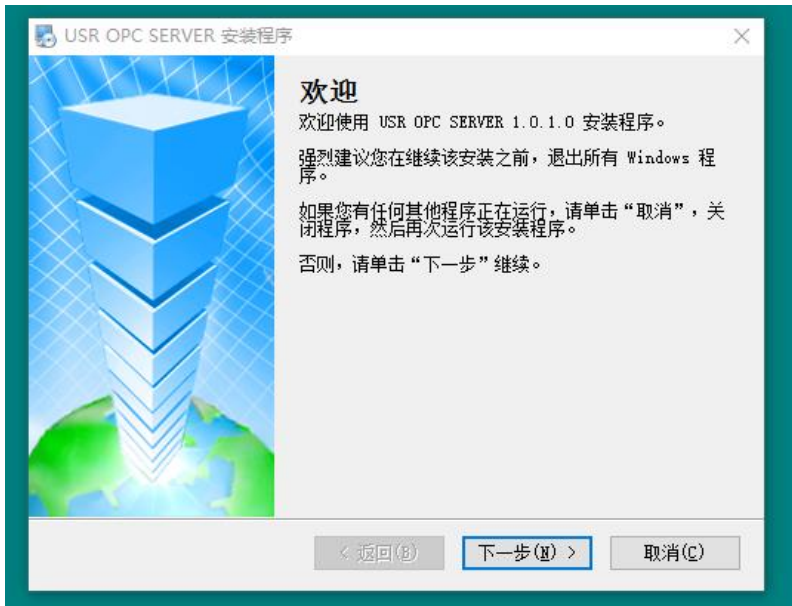 USR OPC SERVER 安装程序
欢迎
欢迎使用 USR OPC SERVER 1.0.1.0 安装程序。
强烈建议您在继续该安装之前，退出所有 Windows 程
序。
如果您有任何其他程序正在运行，请单击“取消”，关
闭程序，然后再次运行该安装程序。
否则，请单击“下一步”继续。
< 返回(B)
下一步(N) >
取消(C)